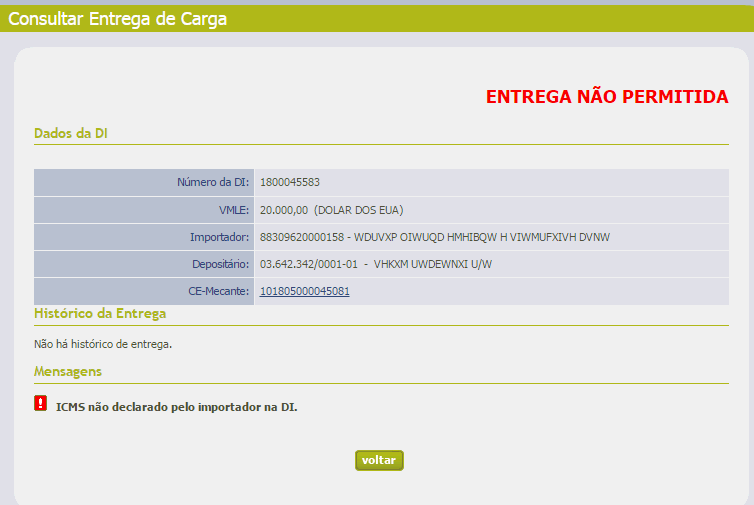 Consultar Entrega de Carga
ENTREGA NÃO PERMITIDA
Dados da DI
Número da DI: 1800045583
VMLE: 20.000,00 (DOLAR DOS EUA)
Importador: 88309620000158 - WDUVXP OIWUQD HMHIBQW H VIWMUFXIVH DVNW
Depositário: 03.642.342/0001-01 - VHKXM UWDEWNXI U/W
CE-Mecante: 101805000045081
Histórico da Entrega
Não há histórico de entrega.
Mensagens
ICMS não declarado pelo importador na DI.
voltar